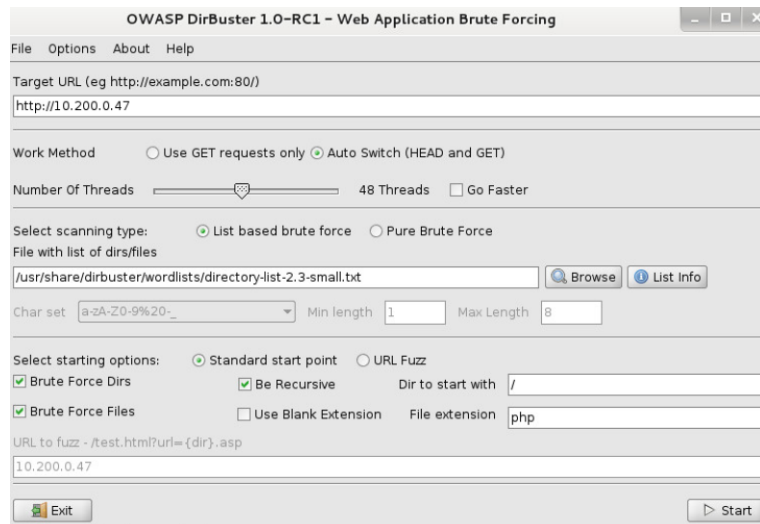 OWASP DirBuster 1.0-RC1 – Web Application Brute Forcing
File Options About Help
Target URL (eg http://example.com:80/)
http://10.200.0.47
Work Method Use GET requests only Auto Switch (HEAD and GET)
Number Of Threads 48 Threads Go Faster
Select scanning type: List based brute force Pure Brute Force
File with list of dirs/files
/usr/share/dirbuster/wordlists/directory-list-2.3-small.txt Browse List Info
Char set a-zA-Z0-9%20-_ Min length 1 Max Length 8
Select starting options: Standard start point URL Fuzz
Brute Force Dirs Be Recursive Dir to start with /
Brute Force Files Use Blank Extension File extension php
URL to fuzz - /test.html?url={dir}.asp
10.200.0.47
Exit Start